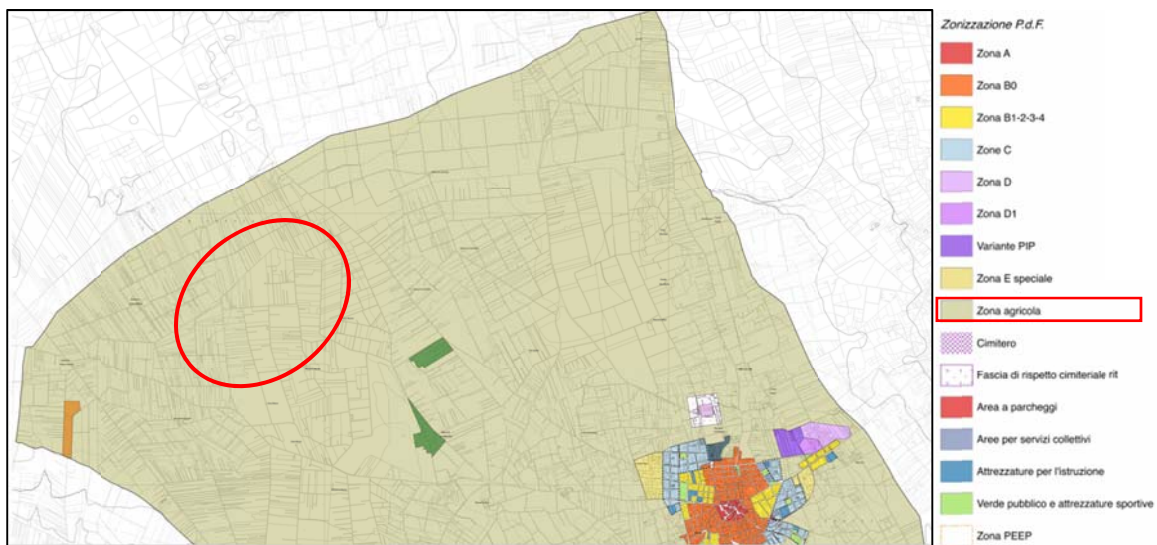 Zonizzazione P.d.F.
Zona A
Zona B0
Zona B1-2-3-4
Zone C
Zona D
Zona D1
Variante PIP
Zona E speciale
Zona agricola
Cimitero
Fascia di rispetto cimiteriale rit
Area a parcheggi
Aree per servizi collettivi
Attrezzature per l'istruzione
Verde pubblico e attrezzature sportive
Zona PEEP